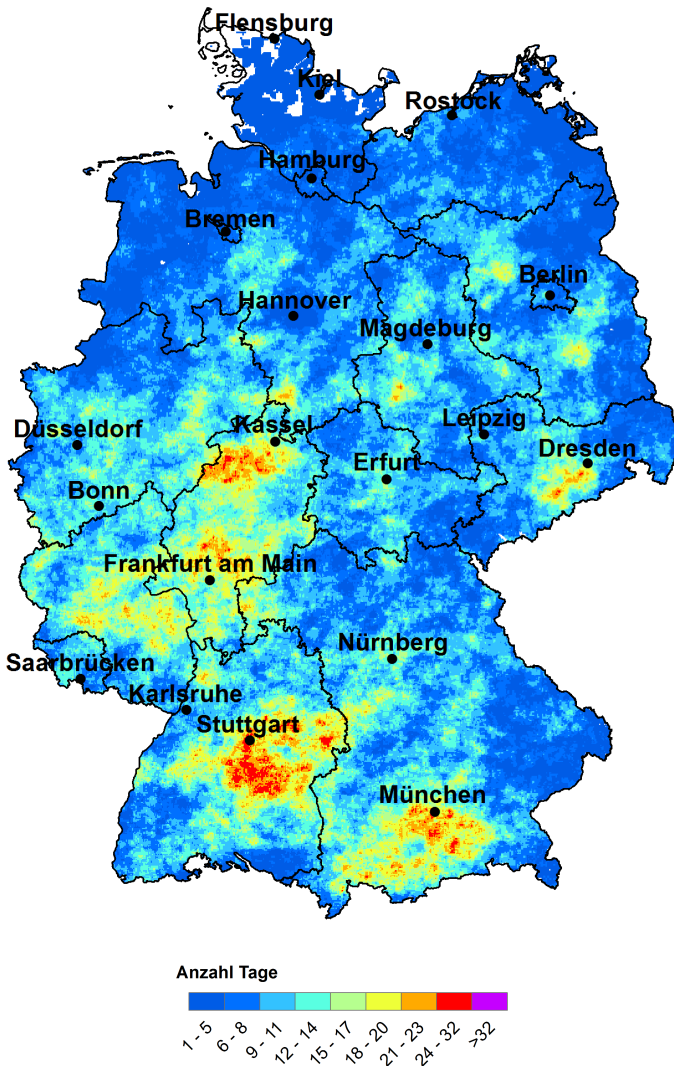 Flensburg
Kiel
Rostock
Hamburg
Bremen
Berlin
Hannover
Magdeburg
Düsseldorf
Kassel
Leipzig
Dresden
Erfurt
Bonn
Frankfurt am Main
Nürnberg
Saarbrücken
Karlsruhe
Stuttgart
München
Anzahl Tage
1 - 5
6 - 8
9 - 11
12 - 14
15 - 17
18 - 20
21 - 23
24 - 32
>32